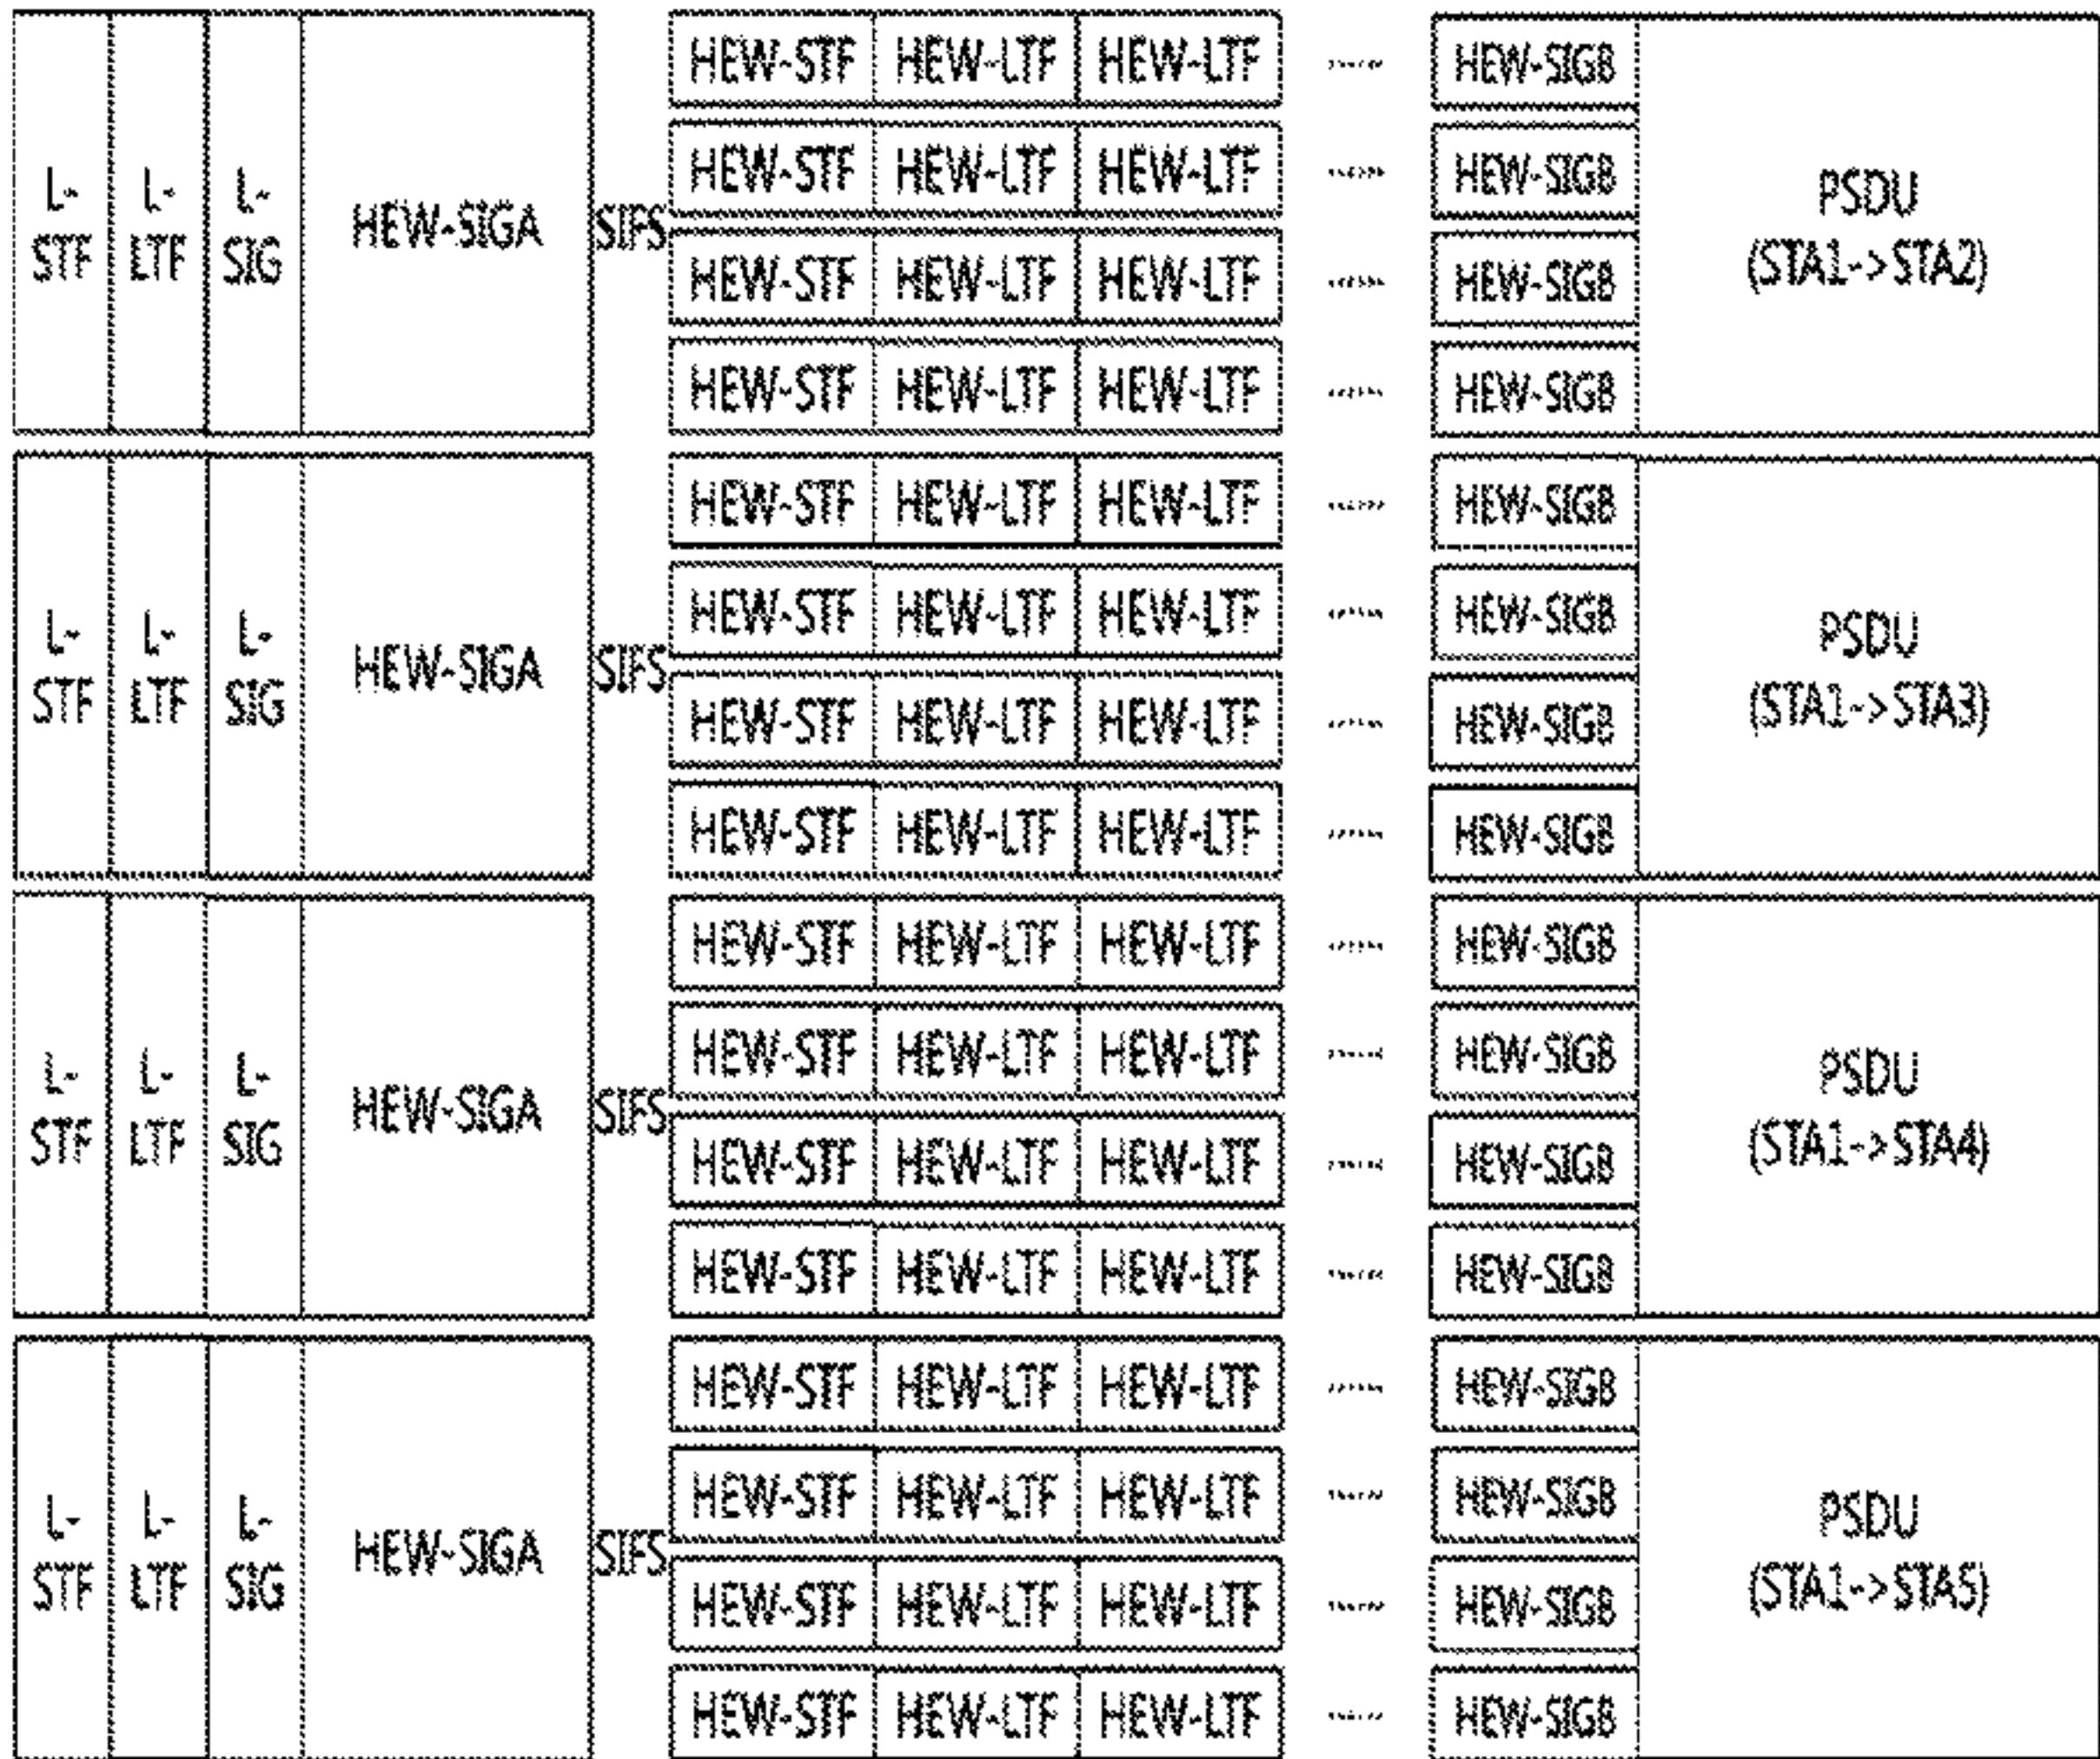 HEW-STF HEW-LTF HEW-LTF ...... HEW-SIGB
HEW-STF HEW-LTF HEW-LTF ...... HEW-SIGB
L-STF L-LTF L-SIG HEW-SIGA SIFS PSDU (STA1->STA2)
HEW-STF HEW-LTF HEW-LTF ...... HEW-SIGB
HEW-STF HEW-LTF HEW-LTF ...... HEW-SIGB
HEW-STF HEW-LTF HEW-LTF ...... HEW-SIGB
HEW-STF HEW-LTF HEW-LTF ...... HEW-SIGB
L-STF L-LTF L-SIG HEW-SIGA SIFS PSDU (STA1->STA3)
HEW-STF HEW-LTF HEW-LTF ...... HEW-SIGB
HEW-STF HEW-LTF HEW-LTF ...... HEW-SIGB
HEW-STF HEW-LTF HEW-LTF ...... HEW-SIGB
HEW-STF HEW-LTF HEW-LTF ...... HEW-SIGB
L-STF L-LTF L-SIG HEW-SIGA SIFS PSDU (STA1->STA4)
HEW-STF HEW-LTF HEW-LTF ...... HEW-SIGB
HEW-STF HEW-LTF HEW-LTF ...... HEW-SIGB
HEW-STF HEW-LTF HEW-LTF ...... HEW-SIGB
HEW-STF HEW-LTF HEW-LTF ...... HEW-SIGB
L-STF L-LTF L-SIG HEW-SIGA SIFS PSDU (STA1->STA5)
HEW-STF HEW-LTF HEW-LTF ...... HEW-SIGB
HEW-STF HEW-LTF HEW-LTF ...... HEW-SIGB